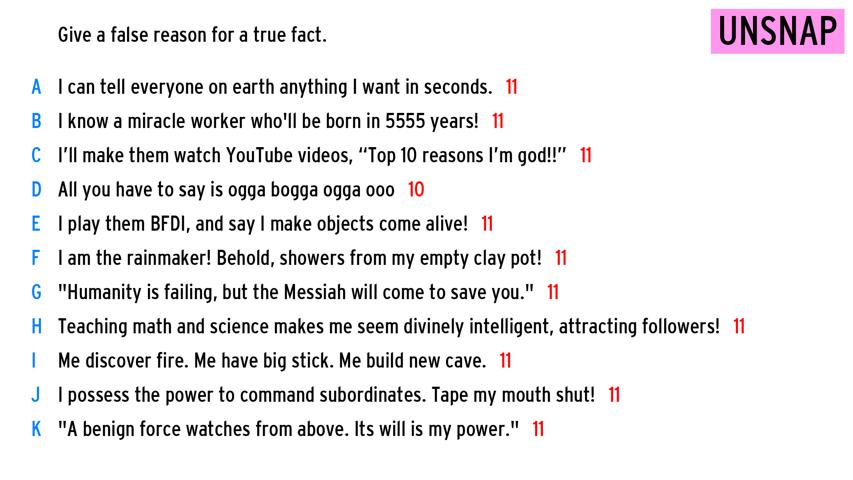 Give a false reason for a true fact.
UNSNAP
A I can tell everyone on earth anything I want in seconds. 11
B I know a miracle worker who'll be born in 5555 years! 11
C I’ll make them watch YouTube videos, “Top 10 reasons I’m god!!” 11
D All you have to say is ogga bogga ogga ooo 10
E I play them BFDI, and say I make objects come alive! 11
F I am the rainmaker! Behold, showers from my empty clay pot! 11
G "Humanity is failing, but the Messiah will come to save you." 11
H Teaching math and science makes me seem divinely intelligent, attracting followers! 11
I Me discover fire. Me have big stick. Me build new cave. 11
J I possess the power to command subordinates. Tape my mouth shut! 11
K "A benign force watches from above. Its will is my power." 11